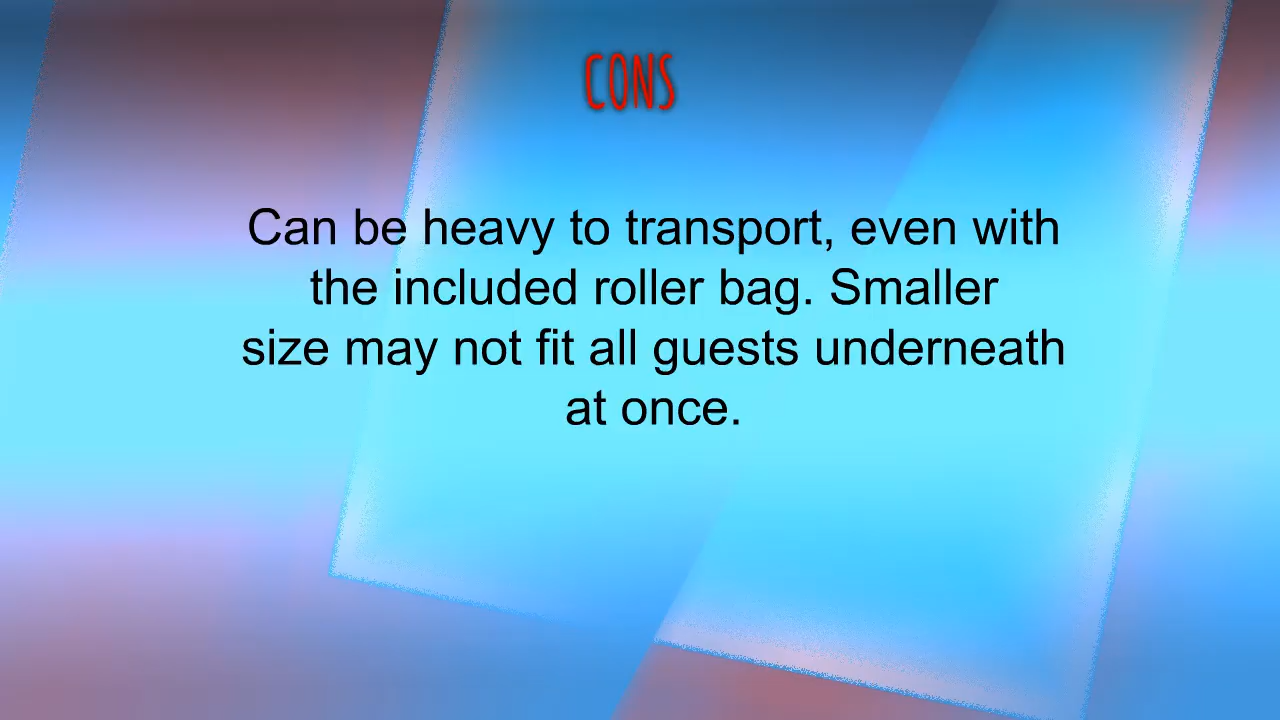 CONS
Can be heavy to transport, even with
the included roller bag. Smaller
size may not fit all guests underneath
at once.